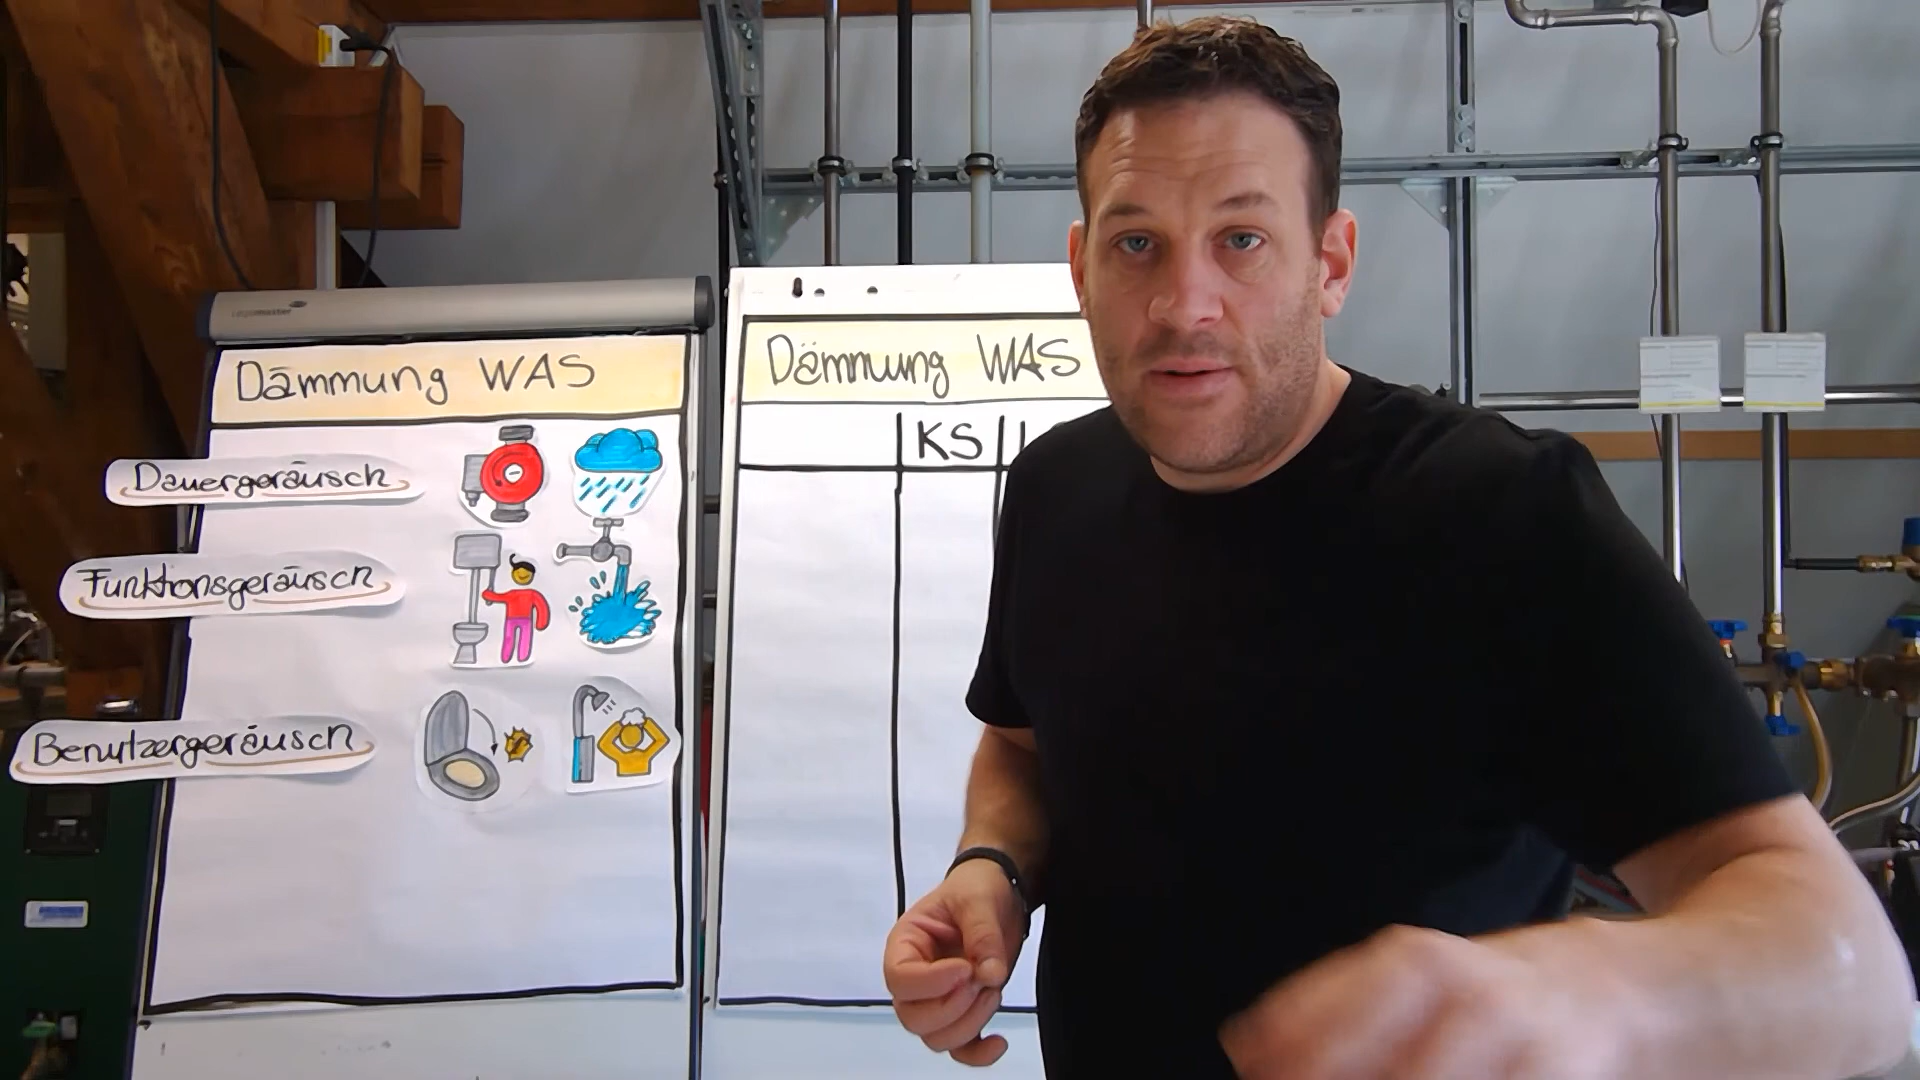 Dämmung WAS
Dauergeräusch
Funktionsgeräusch
Benutzergeräusch
Dämmung WAS
KS